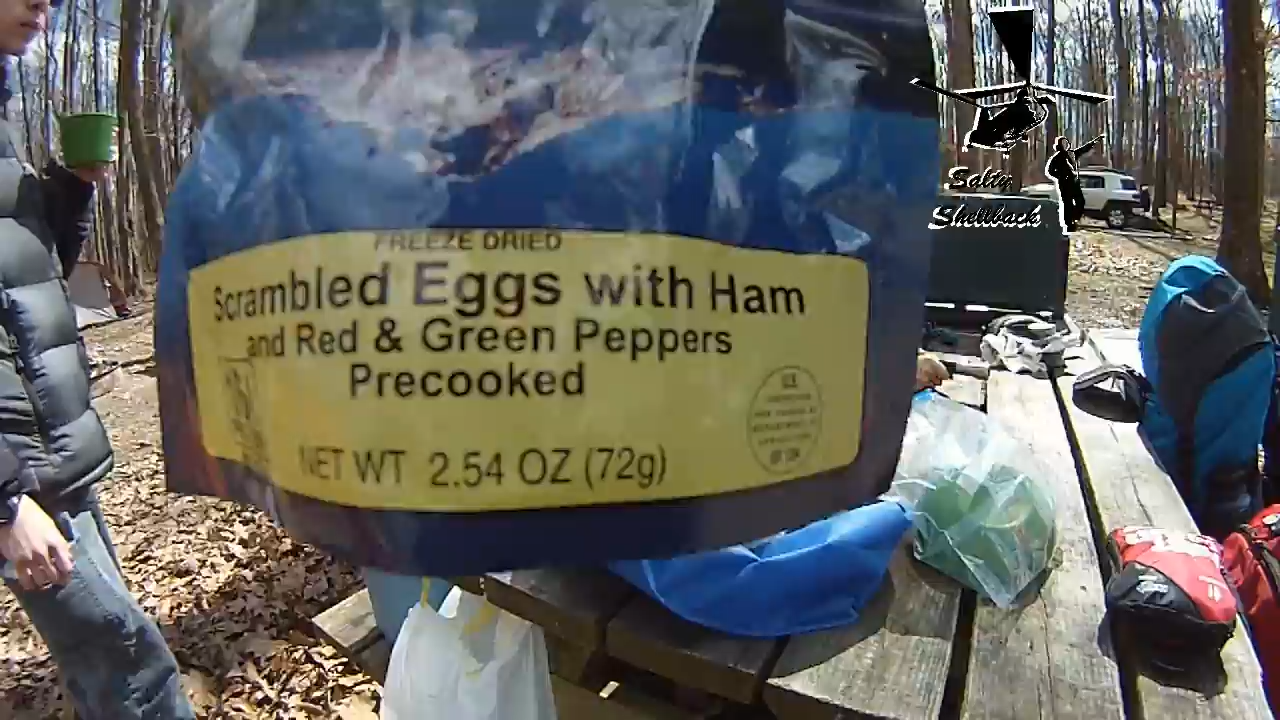 FREEZE DRIED
Scrambled Eggs with Ham
and Red & Green Peppers
Precooked
NET WT 2.54 OZ (72g)
Salty
Shellback